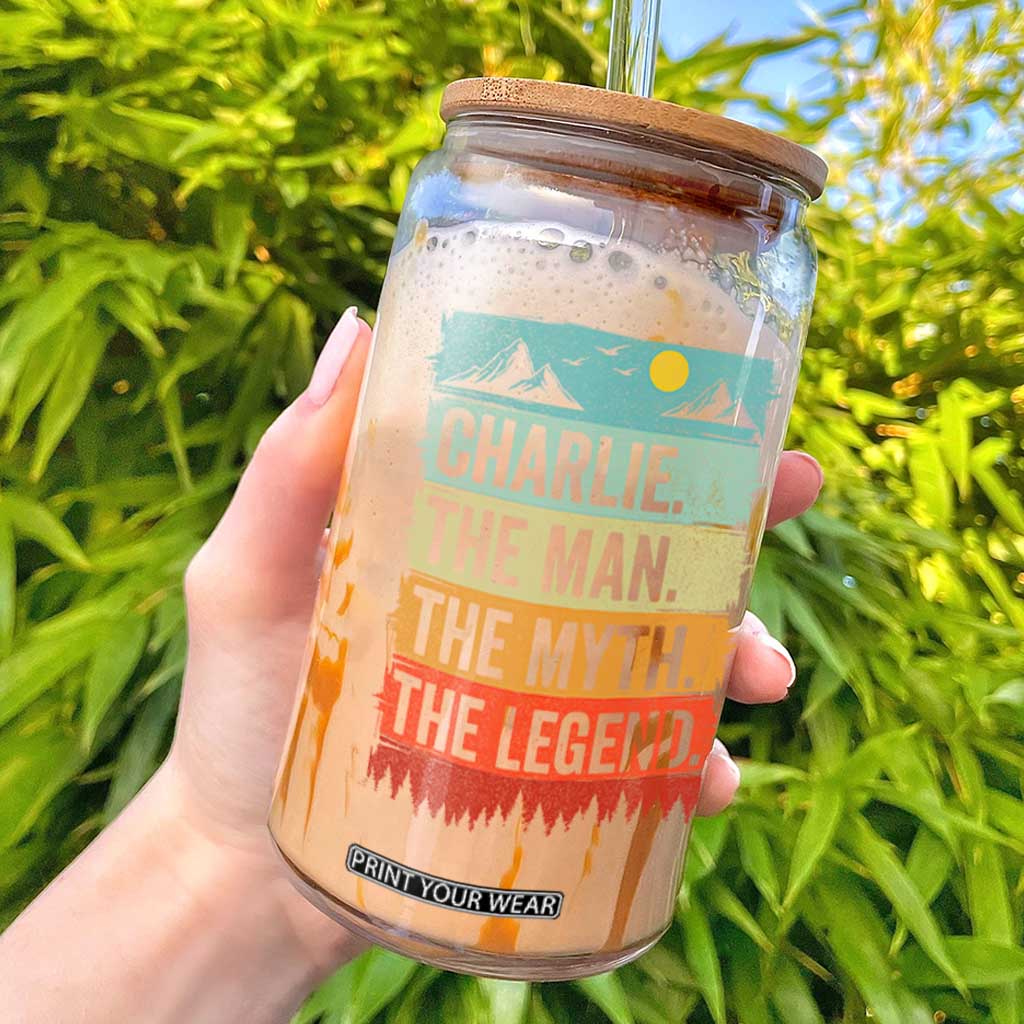 CHARLIE.
THE MAN.
THE MYTH.
THE LEGEND.
PRINT YOUR WEAR